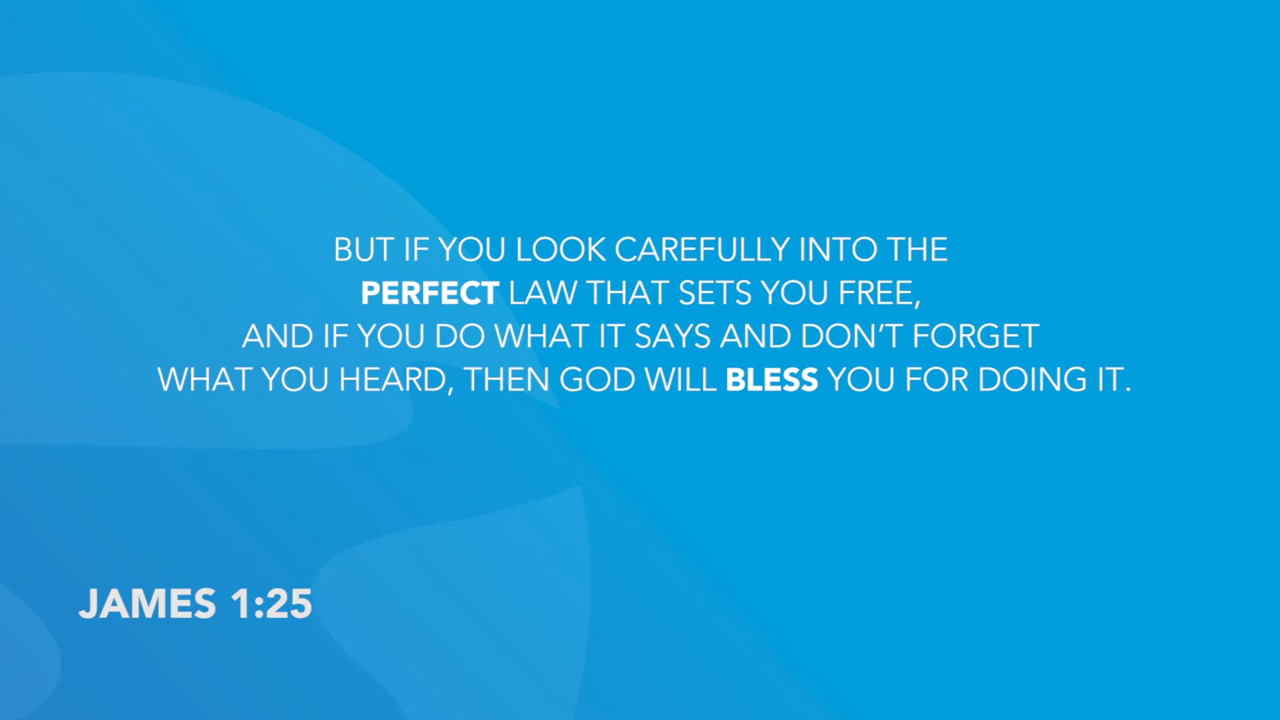 BUT IF YOU LOOK CAREFULLY INTO THE
PERFECT LAW THAT SETS YOU FREE,
AND IF YOU DO WHAT IT SAYS AND DON’T FORGET
WHAT YOU HEARD, THEN GOD WILL BLESS YOU FOR DOING IT.
JAMES 1:25